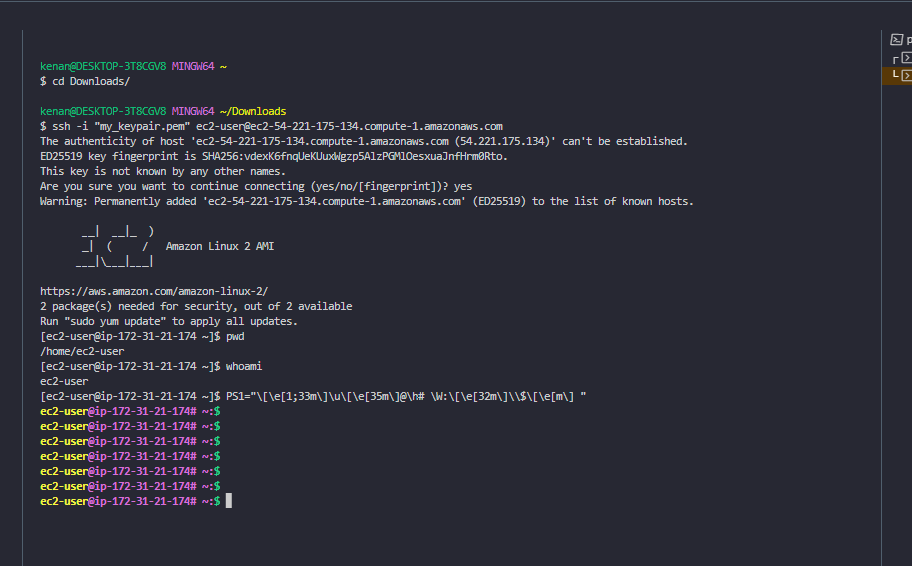 kenan@DESKTOP-3T8CGV8 MINGW64 ~
$ cd Downloads/
kenan@DESKTOP-3T8CGV8 MINGW64 ~/Downloads
$ ssh -i "my_keypair.pem" ec2-user@ec2-54-221-175-134.compute-1.amazonaws.com
The authenticity of host 'ec2-54-221-175-134.compute-1.amazonaws.com (54.221.175.134)' can't be established.
ED25519 key fingerprint is SHA256:vdexK6fnqUeKUuxWgzp5AlzPGMlOesxuaJnfHrm0Rto.
This key is not known by any other names.
Are you sure you want to continue connecting (yes/no/[fingerprint])? yes
Warning: Permanently added 'ec2-54-221-175-134.compute-1.amazonaws.com' (ED25519) to the list of known hosts.
       __|  __|_  )
       _|  (     /   Amazon Linux 2 AMI
      ___|\___|___|
https://aws.amazon.com/amazon-linux-2/
2 package(s) needed for security, out of 2 available
Run "sudo yum update" to apply all updates.
[ec2-user@ip-172-31-21-174 ~]$ pwd
/home/ec2-user
[ec2-user@ip-172-31-21-174 ~]$ whoami
ec2-user
[ec2-user@ip-172-31-21-174 ~]$ PS1="\[\e[1;33m\]\u\[\e[35m\]@\h# \W:\[\e[32m\]\\$\[\e[m\] "
ec2-user@ip-172-31-21-174# ~:$
ec2-user@ip-172-31-21-174# ~:$
ec2-user@ip-172-31-21-174# ~:$
ec2-user@ip-172-31-21-174# ~:$
ec2-user@ip-172-31-21-174# ~:$
ec2-user@ip-172-31-21-174# ~:$
ec2-user@ip-172-31-21-174# ~:$